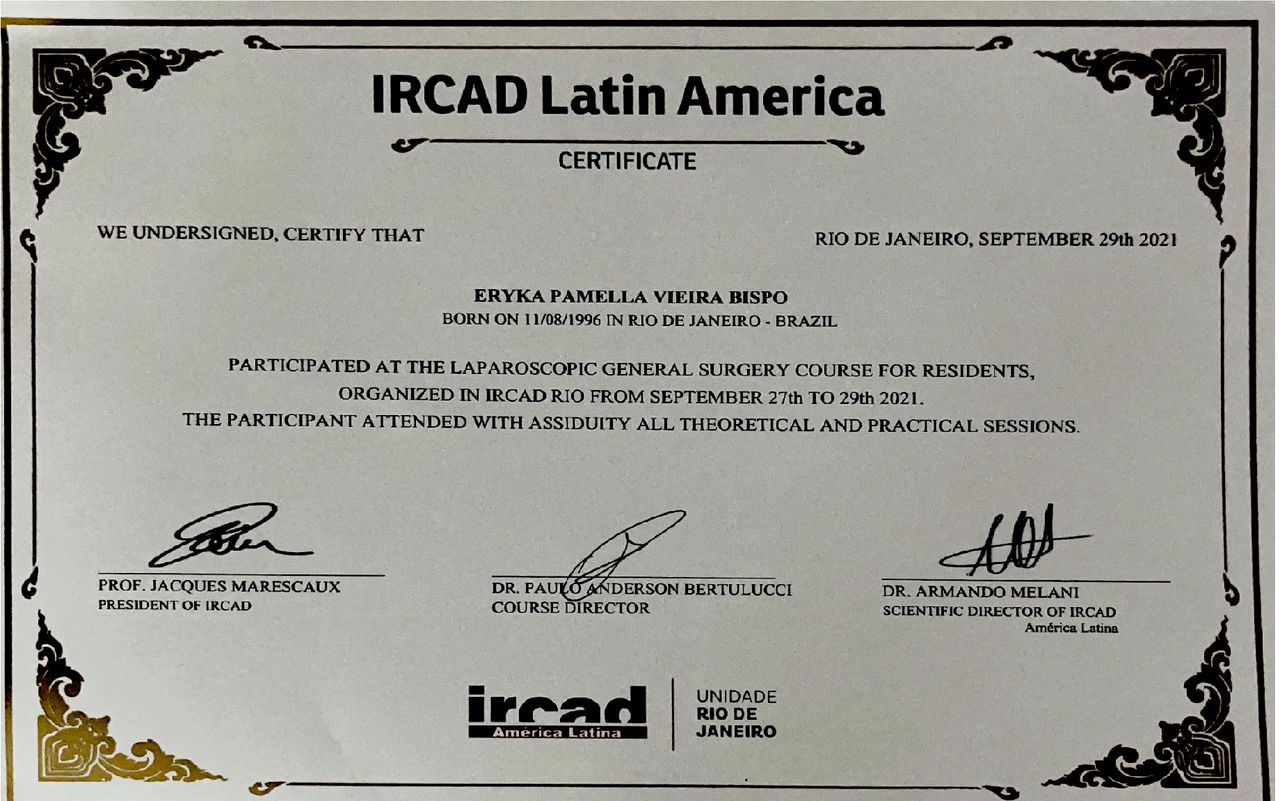 IRCAD Latin America
CERTIFICATE
WE UNDERSIGNED, CERTIFY THAT
RIO DE JANEIRO, SEPTEMBER 29th 2021
ERYKA PAMELLA VIEIRA BISPO
BORN ON 11/08/1996 IN RIO DE JANEIRO - BRAZIL
PARTICIPATED AT THE LAPAROSCOPIC GENERAL SURGERY COURSE FOR RESIDENTS,
ORGANIZED IN IRCAD RIO FROM SEPTEMBER 27th TO 29th 2021.
THE PARTICIPANT ATTENDED WITH ASSIDUITY ALL THEORETICAL AND PRACTICAL SESSIONS.
PROF. JACQUES MARESCAUX
PRESIDENT OF IRCAD
DR. PAULO ANDERSON BERTULUCCI
COURSE DIRECTOR
DR. ARMANDO MELANI
SCIENTIFIC DIRECTOR OF IRCAD
América Latina
ircad
América Latina
UNIDADE
RIO DE
JANEIRO